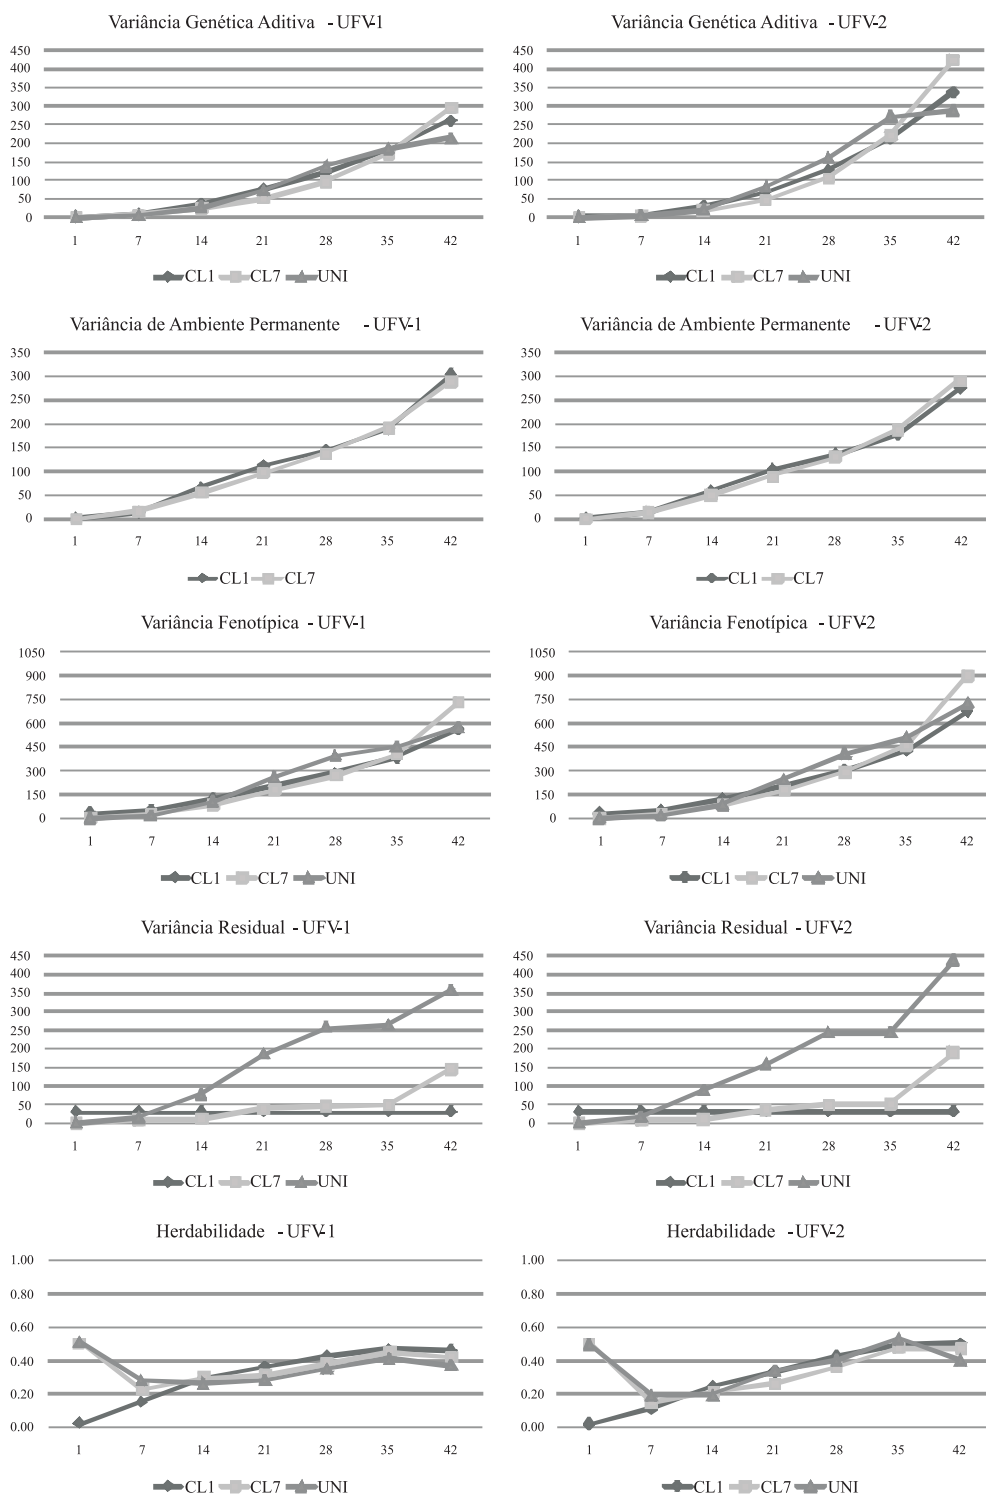 Variância Genética Aditiva - UFV-1
450
400
350
300
250
200
150
100
50
0
1 7 14 21 28 35 42
CL1 CL7 UNI
Variância Genética Aditiva - UFV-2
450
400
350
300
250
200
150
100
50
0
1 7 14 21 28 35 42
CL1 CL7 UNI
Variância de Ambiente Permanente - UFV-1
350
300
250
200
150
100
50
0
1 7 14 21 28 35 42
CL1 CL7
Variância de Ambiente Permanente - UFV-2
350
300
250
200
150
100
50
0
1 7 14 21 28 35 42
CL1 CL7
Variância Fenotípica - UFV-1
1050
900
750
600
450
300
150
0
1 7 14 21 28 35 42
CL1 CL7 UNI
Variância Fenotípica - UFV-2
1050
900
750
600
450
300
150
0
1 7 14 21 28 35 42
CL1 CL7 UNI
Variância Residual - UFV-1
450
400
350
300
250
200
150
100
50
0
1 7 14 21 28 35 42
CL1 CL7 UNI
Variância Residual - UFV-2
450
400
350
300
250
200
150
100
50
0
1 7 14 21 28 35 42
CL1 CL7 UNI
Herdabilidade - UFV-1
1.00
0.80
0.60
0.40
0.20
0.00
1 7 14 21 28 35 42
CL1 CL7 UNI
Herdabilidade - UFV-2
1.00
0.80
0.60
0.40
0.20
0.00
1 7 14 21 28 35 42
CL1 CL7 UNI